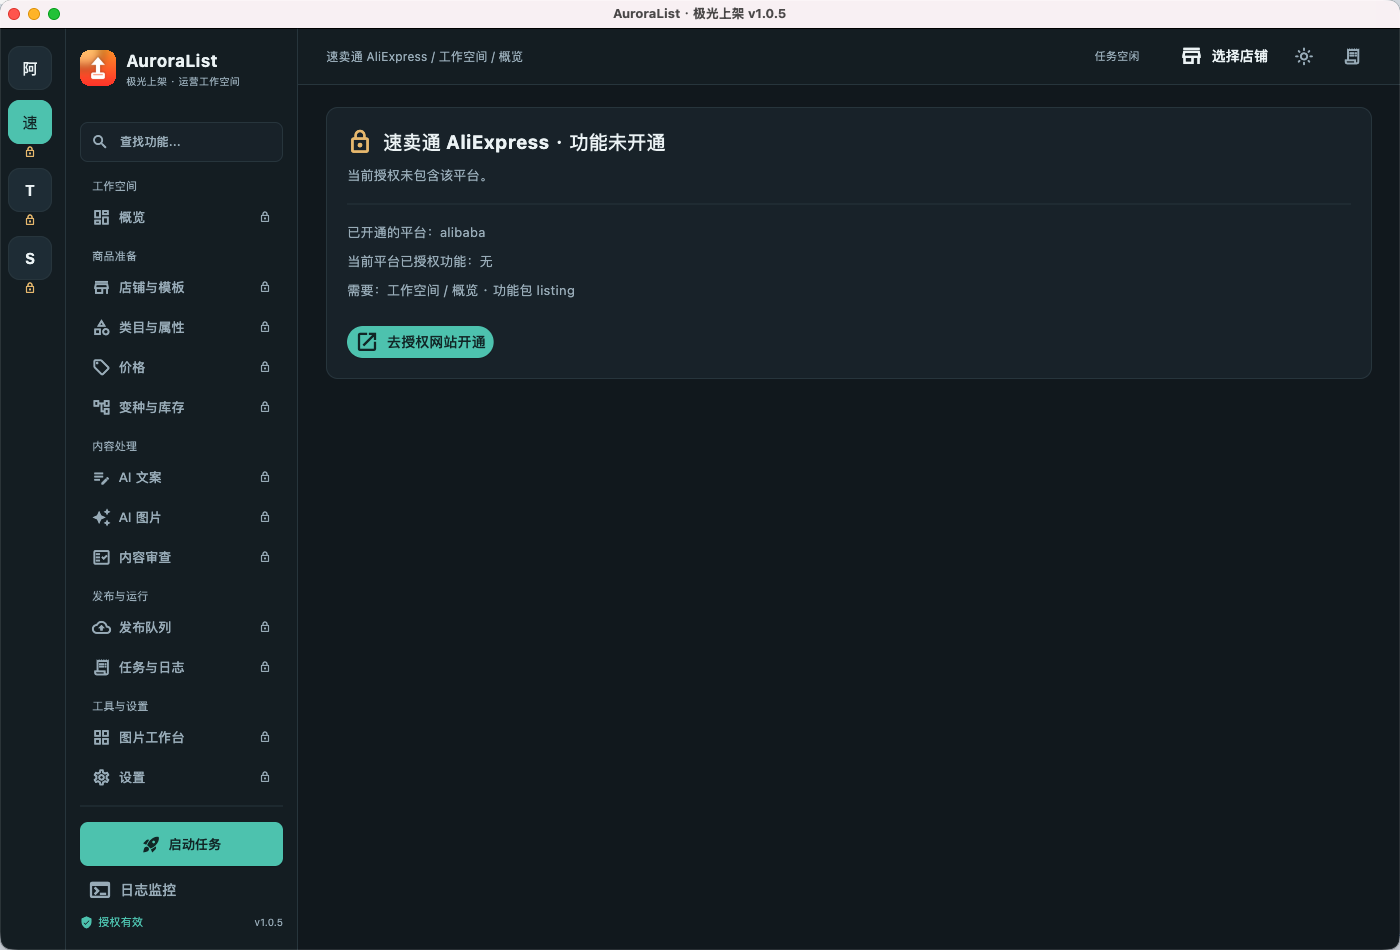 AuroraList · 极光上架 v1.0.5
阿
速
T
S
AuroraList
极光上架 · 运营工作空间
查找功能...
工作空间
概览
商品准备
店铺与模板
类目与属性
价格
变种与库存
内容处理
AI 文案
AI 图片
内容审查
发布与运行
发布队列
任务与日志
工具与设置
图片工作台
设置
启动任务
日志监控
授权有效 v1.0.5
速卖通 AliExpress / 工作空间 / 概览
任务空闲 选择店铺
速卖通 AliExpress · 功能未开通
当前授权未包含该平台。
已开通的平台：alibaba
当前平台已授权功能：无
需要：工作空间 / 概览 · 功能包 listing
去授权网站开通